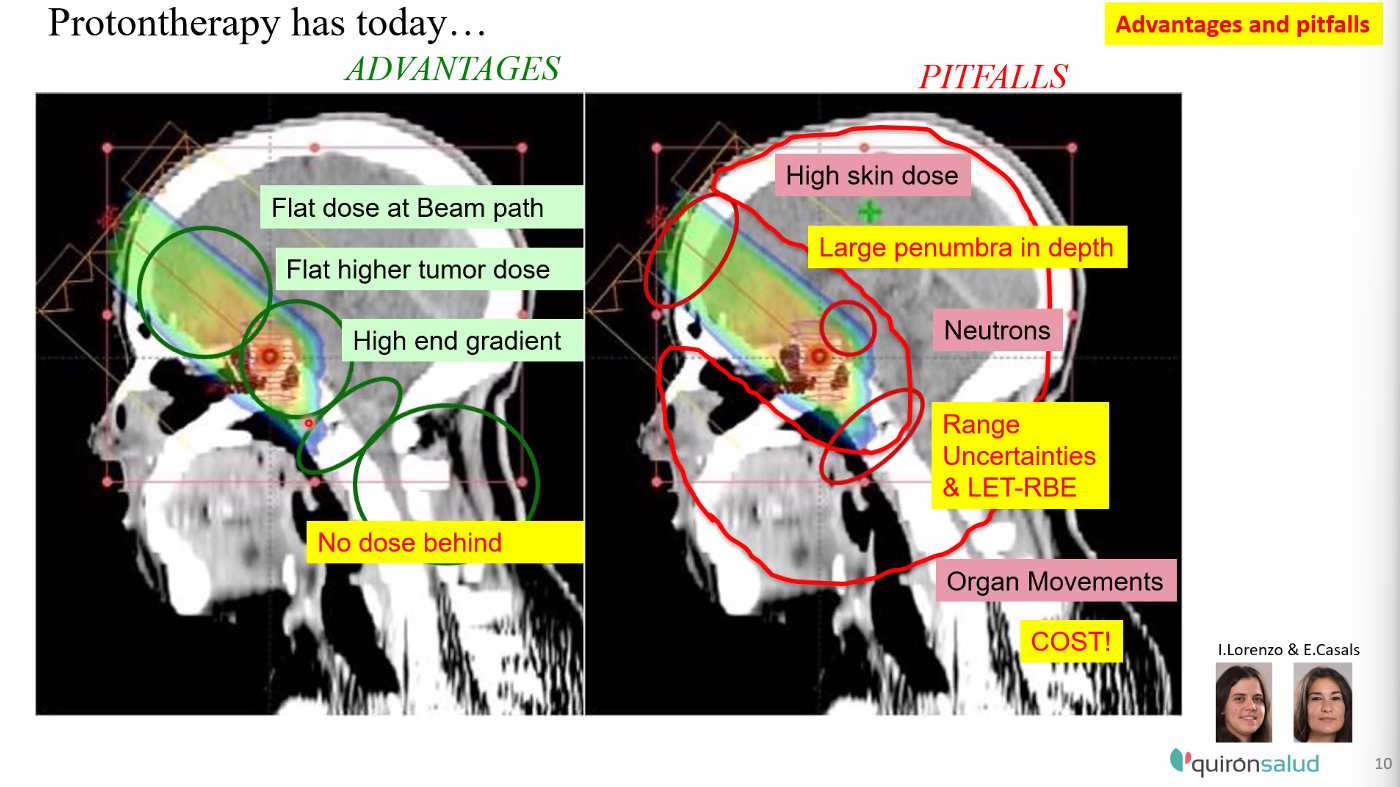 Protontherapy has today…
Advantages and pitfalls
ADVANTAGES
PITFALLS
Flat dose at Beam path
Flat higher tumor dose
High end gradient
No dose behind
High skin dose
Large penumbra in depth
Neutrons
Range
Uncertainties
& LET-RBE
Organ Movements
COST!
I.Lorenzo & E.Casals
quirónsalud
10